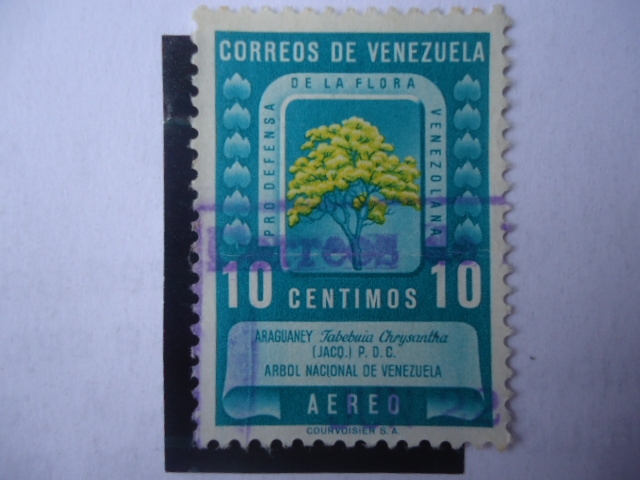 CORREOS DE VENEZUELA
PRO DEFENSA
DE LA FLORA
VENEZOLANA
Correos
10 CENTIMOS 10
ARAGUANEY Tabebuia Chrysantha
(JACQ.) P. D. C.
ARBOL NACIONAL DE VENEZUELA
AEREO
COURVOISIER S.A.